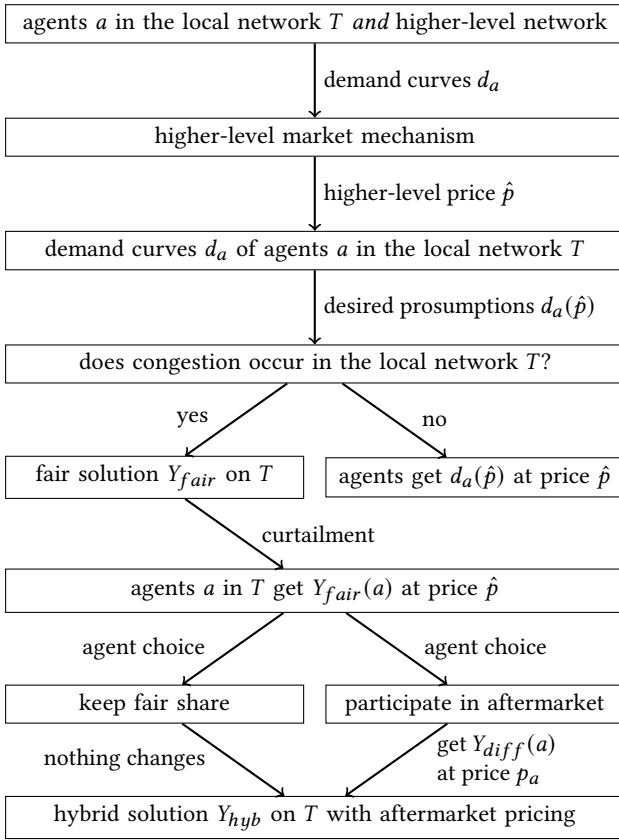 agents a in the local network T and higher-level network
demand curves d_a
higher-level market mechanism
higher-level price p̂
demand curves d_a of agents a in the local network T
desired prosumptions d_a(p̂)
does congestion occur in the local network T?
yes
no
fair solution Y_fair on T
agents get d_a(p̂) at price p̂
curtailment
agents a in T get Y_fair(a) at price p̂
agent choice
agent choice
keep fair share
participate in aftermarket
nothing changes
get Y_diff(a)
at price p_a
hybrid solution Y_hyb on T with aftermarket pricing